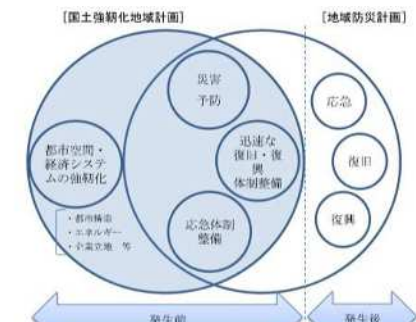 ［国土強靭化地域計画］
［地域防災計画］
災害
予防
応急
都市空間・
経済システ
ムの強靭化
迅速な
復旧・復
興
体制整備
復旧
・都市構造
・エネルギー
・企業立地　等
応急体制
整備
復興
発生前
発生後